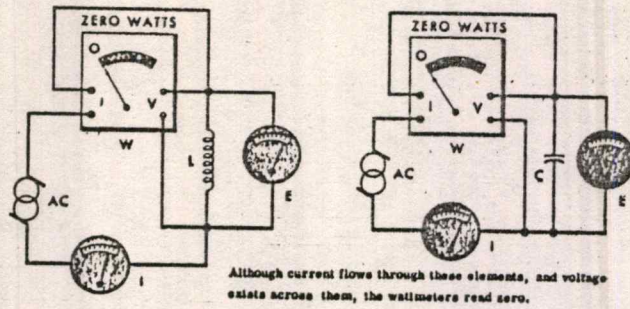 ZERO WATTS
O
I
V
W
L
E
AC
I
ZERO WATTS
O
I
V
W
AC
C
E
I
Although current flows through these elements, and voltage
exists across them, the wattmeters read zero.